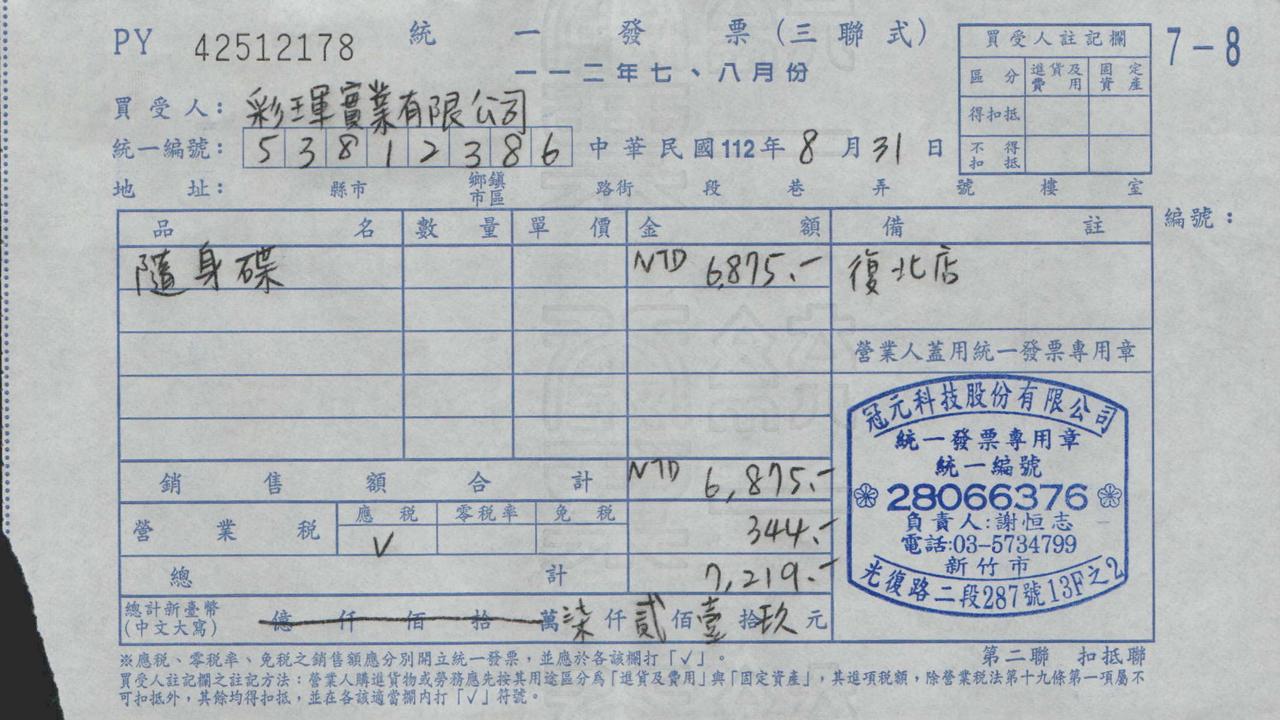 PY 42512178 統一發票(三聯式) 7-8
一一二年七、八月份
買受人註記欄
區分 進貨及費用 固定資產
得扣抵
不得扣抵
買受人: 彩琿實業有限公司
統一編號: 53812386 中華民國112年8月31日
地址: 縣市 鄉鎮市區 路街 段 巷 弄 號 樓 室
品名 數量 單價 金額 備註 編號:
隨身碟 NTD 6,875.- 復北店
營業人蓋用統一發票專用章
銷售額合計 NTD 6,875.-
營業稅 應稅 V 零稅率 免稅 344.-
總計 7,219.-
總計新臺幣(中文大寫) 億仟佰拾萬柒仟貳佰壹拾玖元
冠元科技股份有限公司
統一發票專用章
統一編號
28066376
負責人:謝恒志
電話:03-5734799
新竹市
光復路二段287號13F之2
※應稅、零稅率、免稅之銷售額應分別開立統一發票,並應於各該欄打「✓」。
第二聯 扣抵聯
買受人註記欄之註記方法:營業人購進貨物或勞務應先按其用途區分為「進貨及費用」與「固定資產」,其進項稅額,除營業稅法第十九條第一項屬不
可扣抵外,其餘均得扣抵,並在各該適當欄內打「✓」符號。